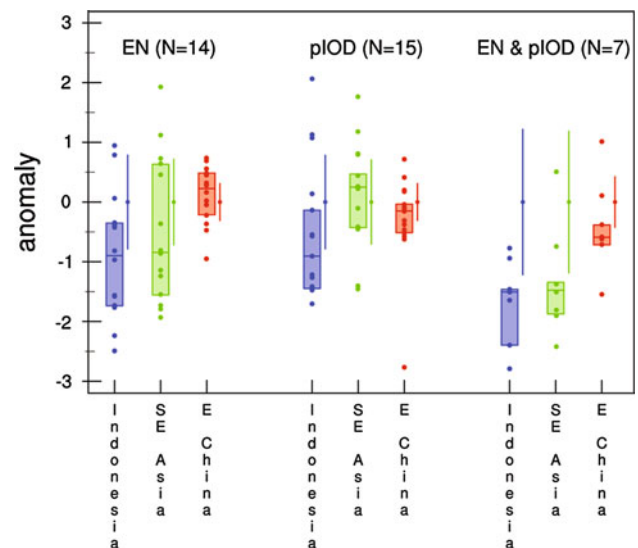 EN (N=14)
pIOD (N=15)
EN & pIOD (N=7)
anomaly
3
2
1
0
-1
-2
-3
Indonesia
SE Asia
E China
Indonesia
SE Asia
E China
Indonesia
SE Asia
E China